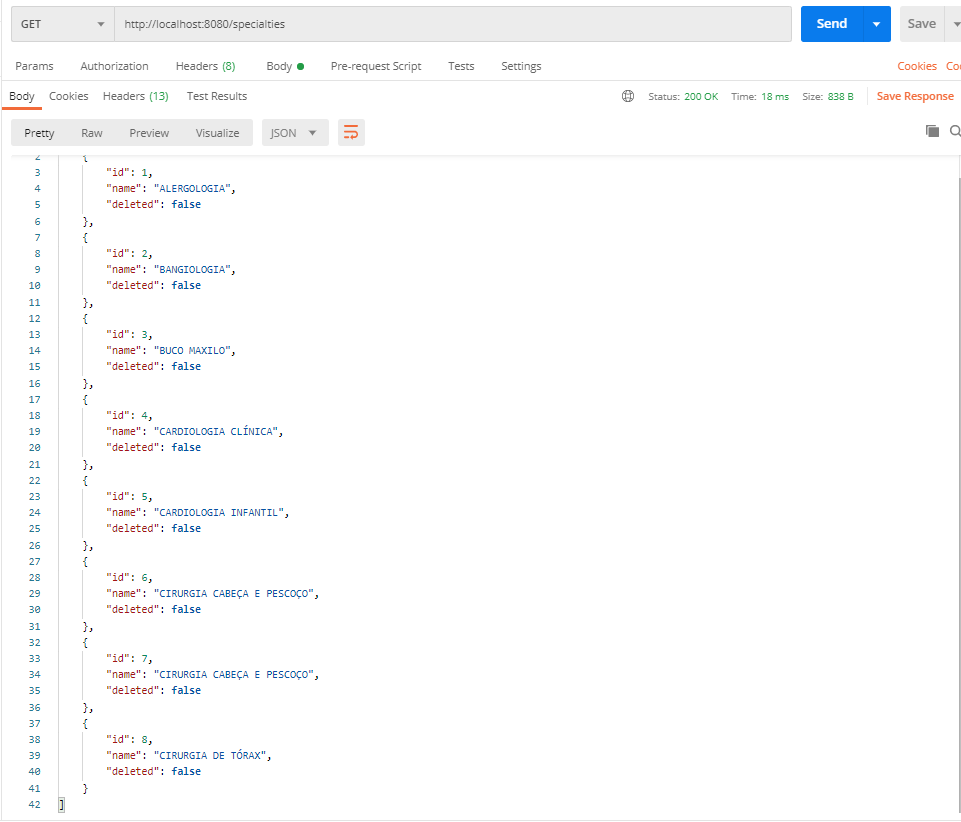 GET http://localhost:8080/specialties Send Save
Params Authorization Headers (8) Body Pre-request Script Tests Settings Cookies
Body Cookies Headers (13) Test Results Status: 200 OK Time: 18 ms Size: 838 B Save Response
Pretty Raw Preview Visualize JSON
2 {
3 "id": 1,
4 "name": "ALERGOLOGIA",
5 "deleted": false
6 },
7 {
8 "id": 2,
9 "name": "BANGIOLOGIA",
10 "deleted": false
11 },
12 {
13 "id": 3,
14 "name": "BUCO MAXILO",
15 "deleted": false
16 },
17 {
18 "id": 4,
19 "name": "CARDIOLOGIA CLÍNICA",
20 "deleted": false
21 },
22 {
23 "id": 5,
24 "name": "CARDIOLOGIA INFANTIL",
25 "deleted": false
26 },
27 {
28 "id": 6,
29 "name": "CIRURGIA CABEÇA E PESCOÇO",
30 "deleted": false
31 },
32 {
33 "id": 7,
34 "name": "CIRURGIA CABEÇA E PESCOÇO",
35 "deleted": false
36 },
37 {
38 "id": 8,
39 "name": "CIRURGIA DE TÓRAX",
40 "deleted": false
41 }
42 ]